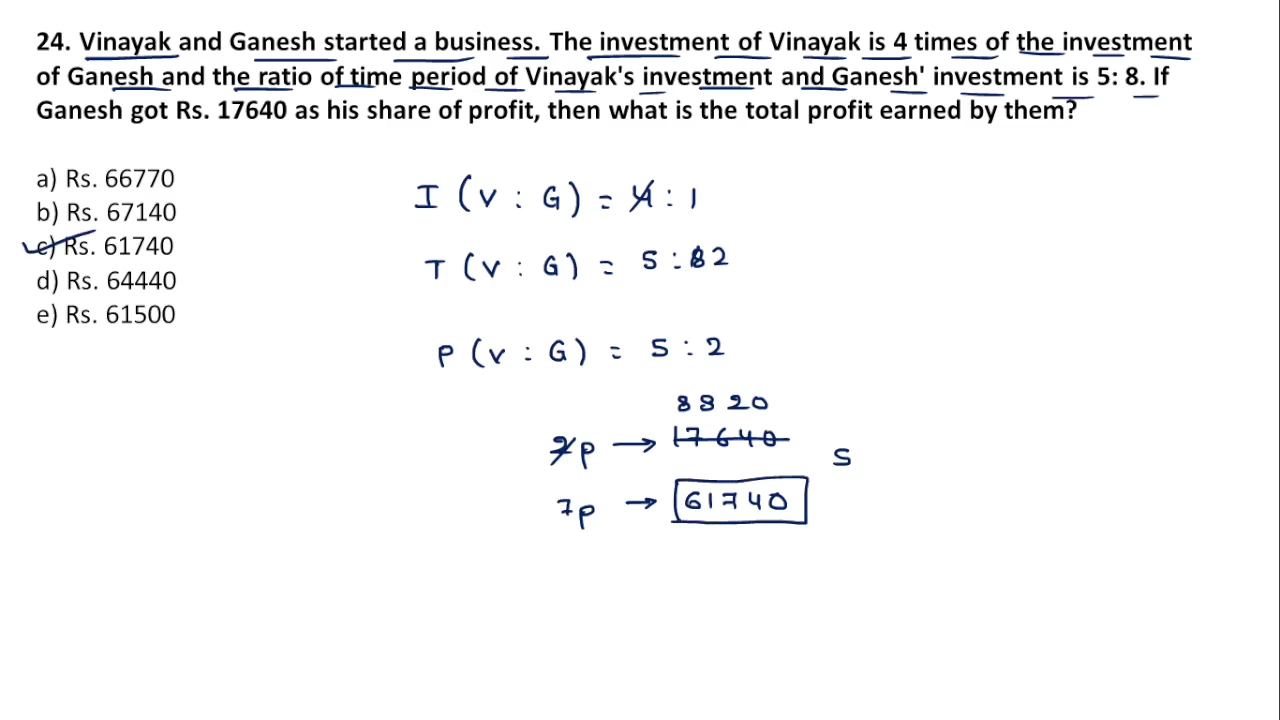 24. Vinayak and Ganesh started a business. The investment of Vinayak is 4 times of the investment
of Ganesh and the ratio of time period of Vinayak's investment and Ganesh' investment is 5: 8. If
Ganesh got Rs. 17640 as his share of profit, then what is the total profit earned by them?
a) Rs. 66770
b) Rs. 67140
c) Rs. 61740
d) Rs. 64440
e) Rs. 61500
I (V : G) = 4 : 1
T (V : G) = 5 : 8 2
P (V : G) = 5 : 2
8820
2p → 17640
5
7p → 61740